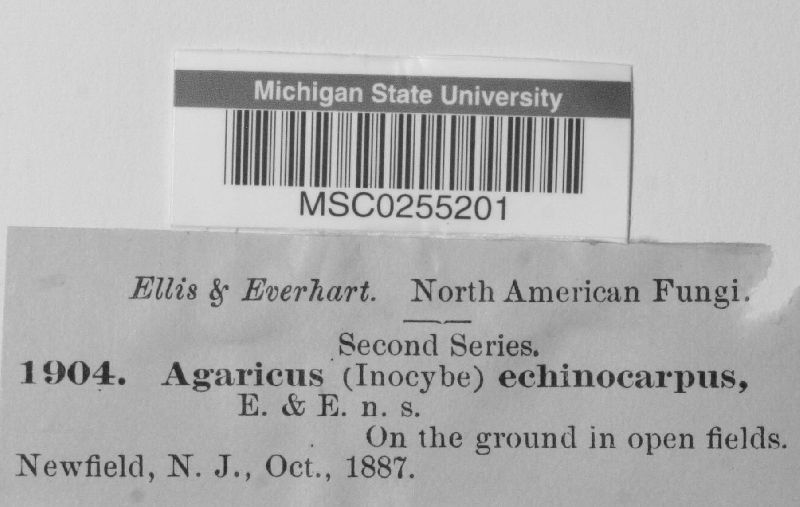 Michigan State University
MSC0255201
Ellis & Everhart. North American Fungi.
Second Series.
1904. Agaricus (Inocybe) echinocarpus,
E. & E. n. s.
On the ground in open fields.
Newfield, N. J., Oct., 1887.